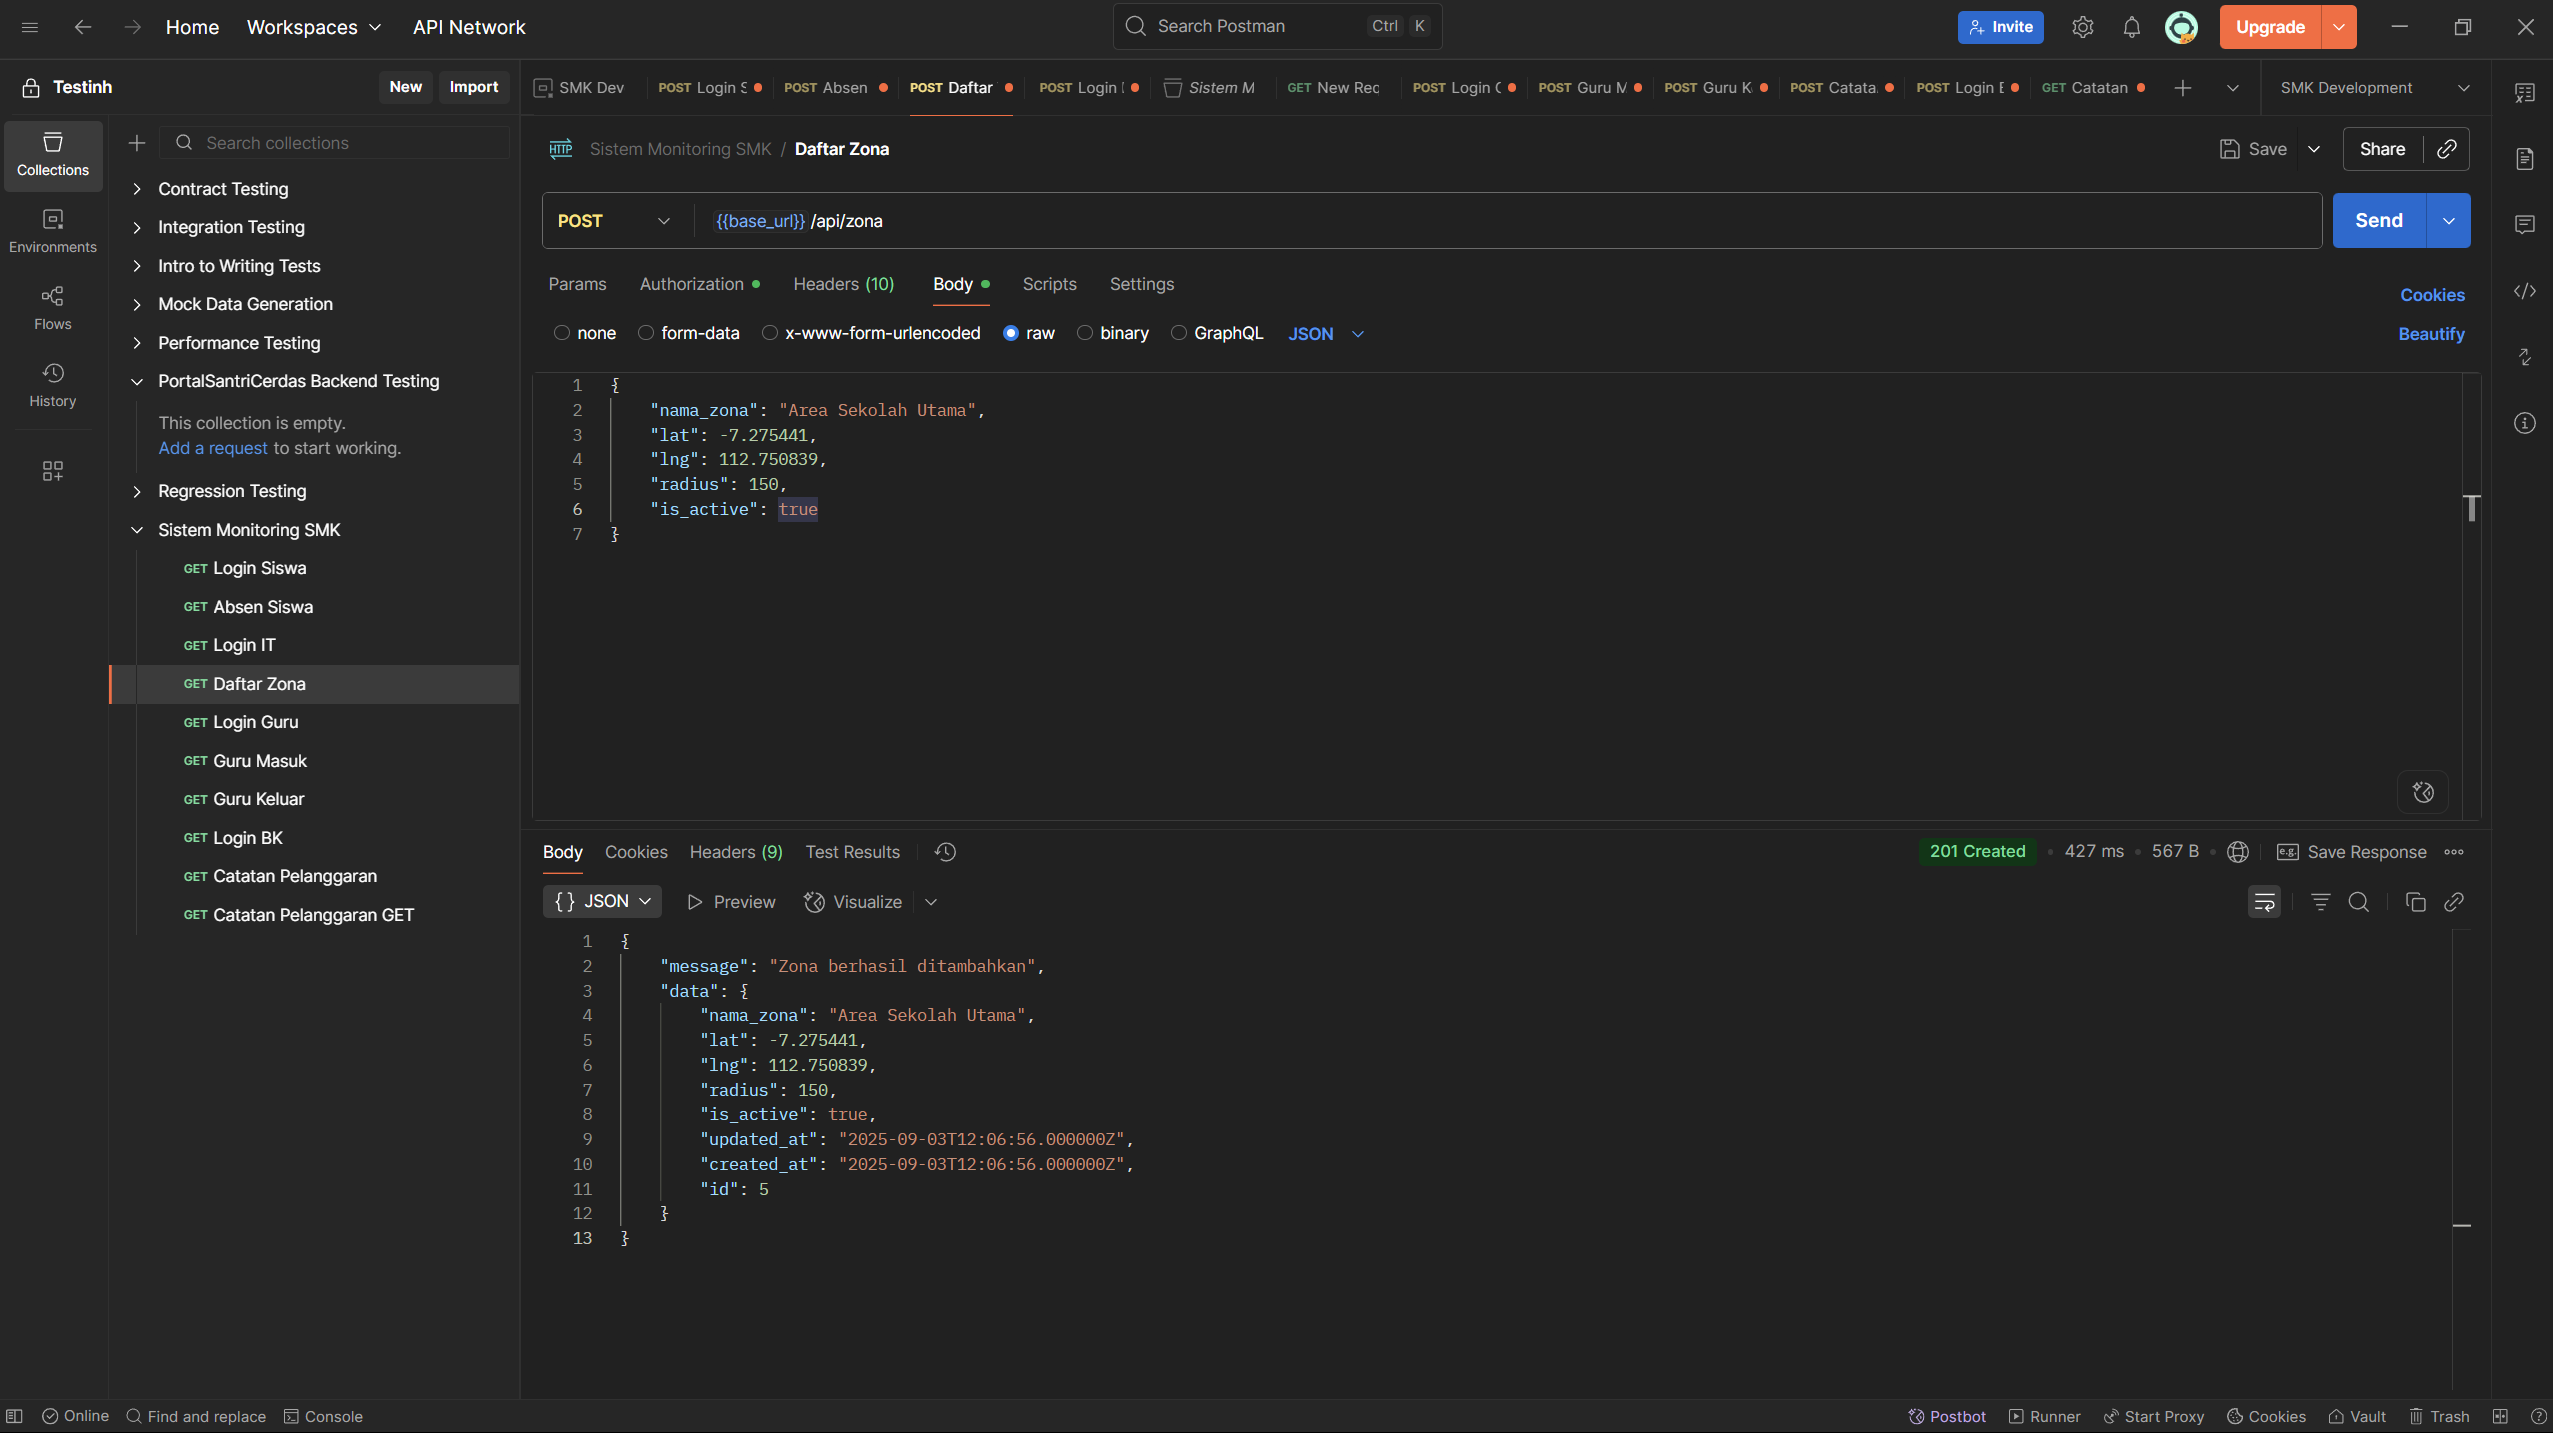 Home Workspaces API Network Search Postman Ctrl K Invite Upgrade
Testinh New Import
SMK Dev POST Login S POST Absen POST Daftar POST Login Sistem M GET New Rec POST Login POST Guru M POST Guru K POST Catata POST Login POST GET Catatan SMK Development
Collections
Environments
Flows
History
Search collections
Contract Testing
Integration Testing
Intro to Writing Tests
Mock Data Generation
Performance Testing
PortalSantriCerdas Backend Testing
This collection is empty.
Add a request to start working.
Regression Testing
Sistem Monitoring SMK
GET Login Siswa
GET Absen Siswa
GET Login IT
GET Daftar Zona
GET Login Guru
GET Guru Masuk
GET Guru Keluar
GET Login BK
GET Catatan Pelanggaran
GET Catatan Pelanggaran GET
HTTP Sistem Monitoring SMK / Daftar Zona Save Share
POST {{base_url}} /api/zona Send
Params Authorization Headers (10) Body Scripts Settings Cookies
none form-data x-www-form-urlencoded raw binary GraphQL JSON Beautify
1 {
2 "nama_zona": "Area Sekolah Utama",
3 "lat": -7.275441,
4 "lng": 112.750839,
5 "radius": 150,
6 "is_active": true
7 }
Body Cookies Headers (9) Test Results 201 Created • 427 ms • 567 B • e.g. Save Response
{} JSON Preview Visualize
1 {
2 "message": "Zona berhasil ditambahkan",
3 "data": {
4 "nama_zona": "Area Sekolah Utama",
5 "lat": -7.275441,
6 "lng": 112.750839,
7 "radius": 150,
8 "is_active": true,
9 "updated_at": "2025-09-03T12:06:56.000000Z",
10 "created_at": "2025-09-03T12:06:56.000000Z",
11 "id": 5
12 }
13 }
Online Find and replace Console Postbot Runner Start Proxy Cookies Vault Trash